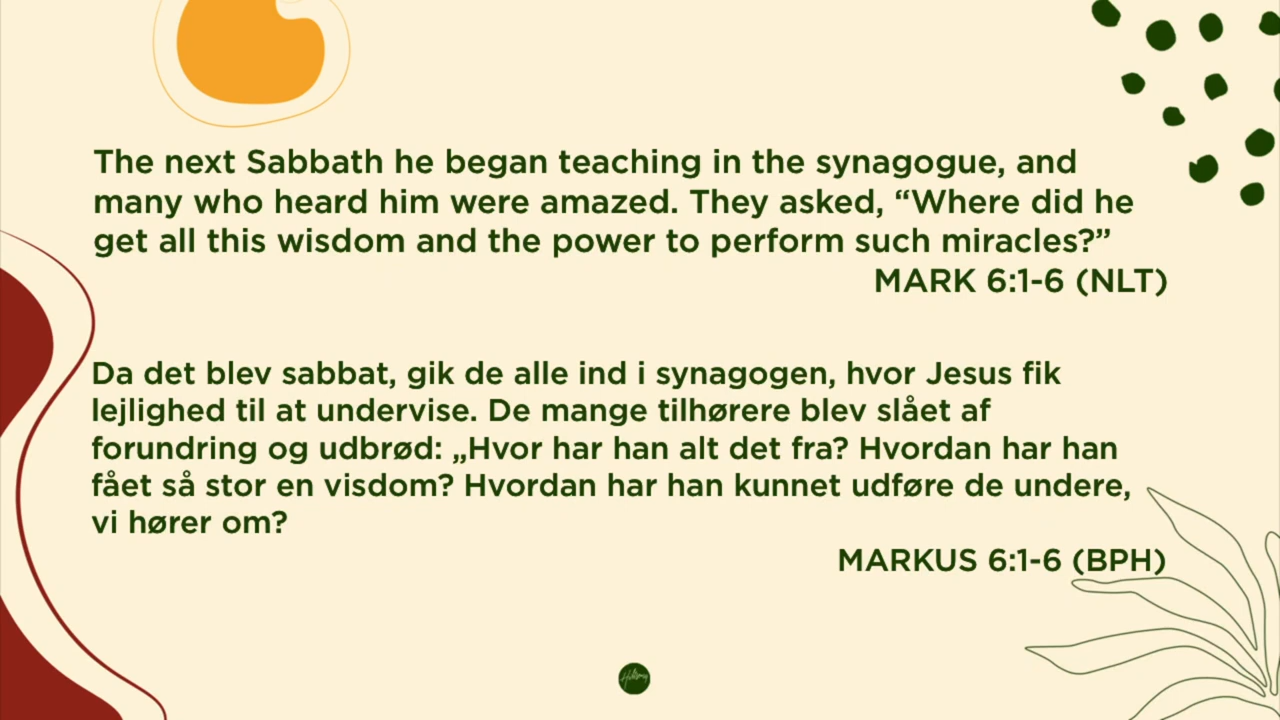 The next Sabbath he began teaching in the synagogue, and
many who heard him were amazed. They asked, “Where did he
get all this wisdom and the power to perform such miracles?”
MARK 6:1-6 (NLT)
Da det blev sabbat, gik de alle ind i synagogen, hvor Jesus fik
lejlighed til at undervise. De mange tilhørere blev slået af
forundring og udbrød: „Hvor har han alt det fra? Hvordan har han
fået så stor en visdom? Hvordan har han kunnet udføre de undere,
vi hører om?
MARKUS 6:1-6 (BPH)